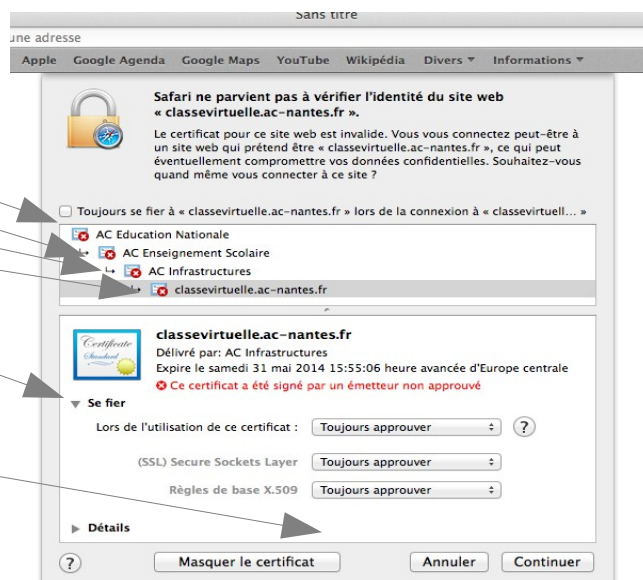 Sans titre
une adresse
Apple Google Agenda Google Maps YouTube Wikipédia Divers Informations
Safari ne parvient pas à vérifier l'identité du site web
« classevirtuelle.ac-nantes.fr ».
Le certificat pour ce site web est invalide. Vous vous connectez peut-être à
un site web qui prétend être « classevirtuelle.ac-nantes.fr », ce qui peut
éventuellement compromettre vos données confidentielles. Souhaitez-vous
quand même vous connecter à ce site ?
Toujours se fier à « classevirtuelle.ac-nantes.fr » lors de la connexion à « classevirtuell... »
AC Education Nationale
AC Enseignement Scolaire
AC Infrastructures
classevirtuelle.ac-nantes.fr
Certificate
Standard
classevirtuelle.ac-nantes.fr
Délivré par: AC Infrastructures
Expire le samedi 31 mai 2014 15:55:06 heure avancée d'Europe centrale
Ce certificat a été signé par un émetteur non approuvé
Se fier
Lors de l'utilisation de ce certificat : Toujours approuver ?
(SSL) Secure Sockets Layer Toujours approuver
Règles de base X.509 Toujours approuver
Détails
? Masquer le certificat Annuler Continuer